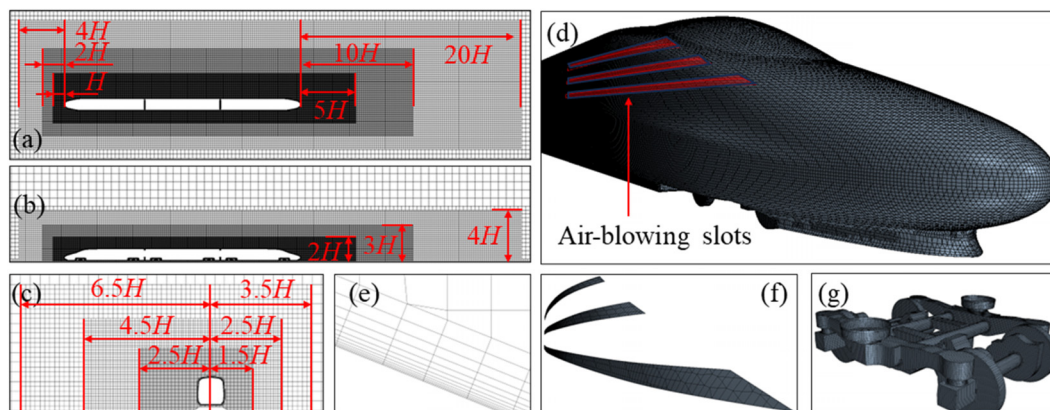 4H
2H
H
10H
20H
5H
(a)
(b)
2H
3H
4H
(c)
6.5H
3.5H
4.5H
2.5H
2.5H
1.5H
(d)
Air-blowing slots
(e)
(f)
(g)